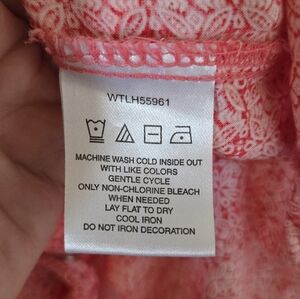 WTLH55961
MACHINE WASH COLD INSIDE OUT
WITH LIKE COLORS
GENTLE CYCLE
ONLY NON-CHLORINE BLEACH
WHEN NEEDED
LAY FLAT TO DRY
COOL IRON
DO NOT IRON DECORATION